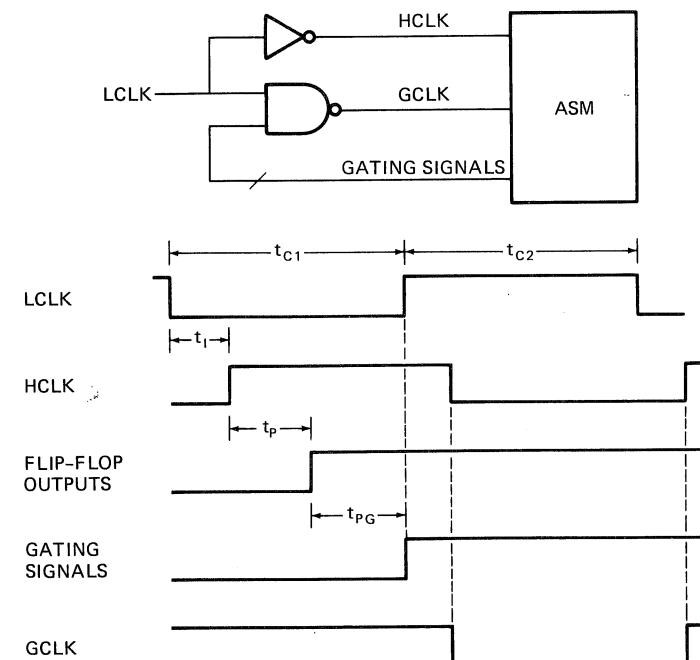 HCLK
LCLK
GCLK
ASM
GATING SIGNALS
t_C1
t_C2
LCLK
t_I
HCLK
t_P
FLIP-FLOP
OUTPUTS
t_PG
GATING
SIGNALS
GCLK